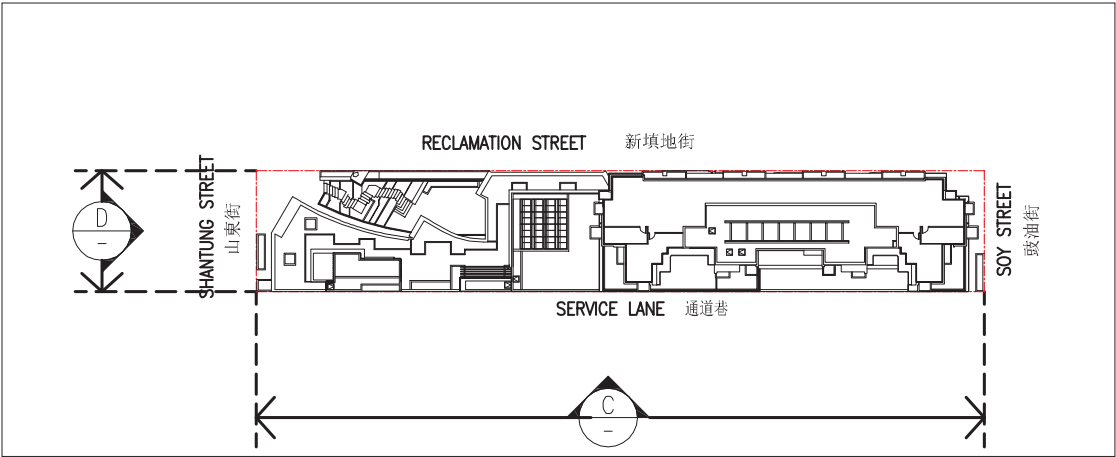 RECLAMATION STREET 新填地街
SHANTUNG STREET
山東街
D
-
SOY STREET
豉油街
SERVICE LANE 通道巷
C
-